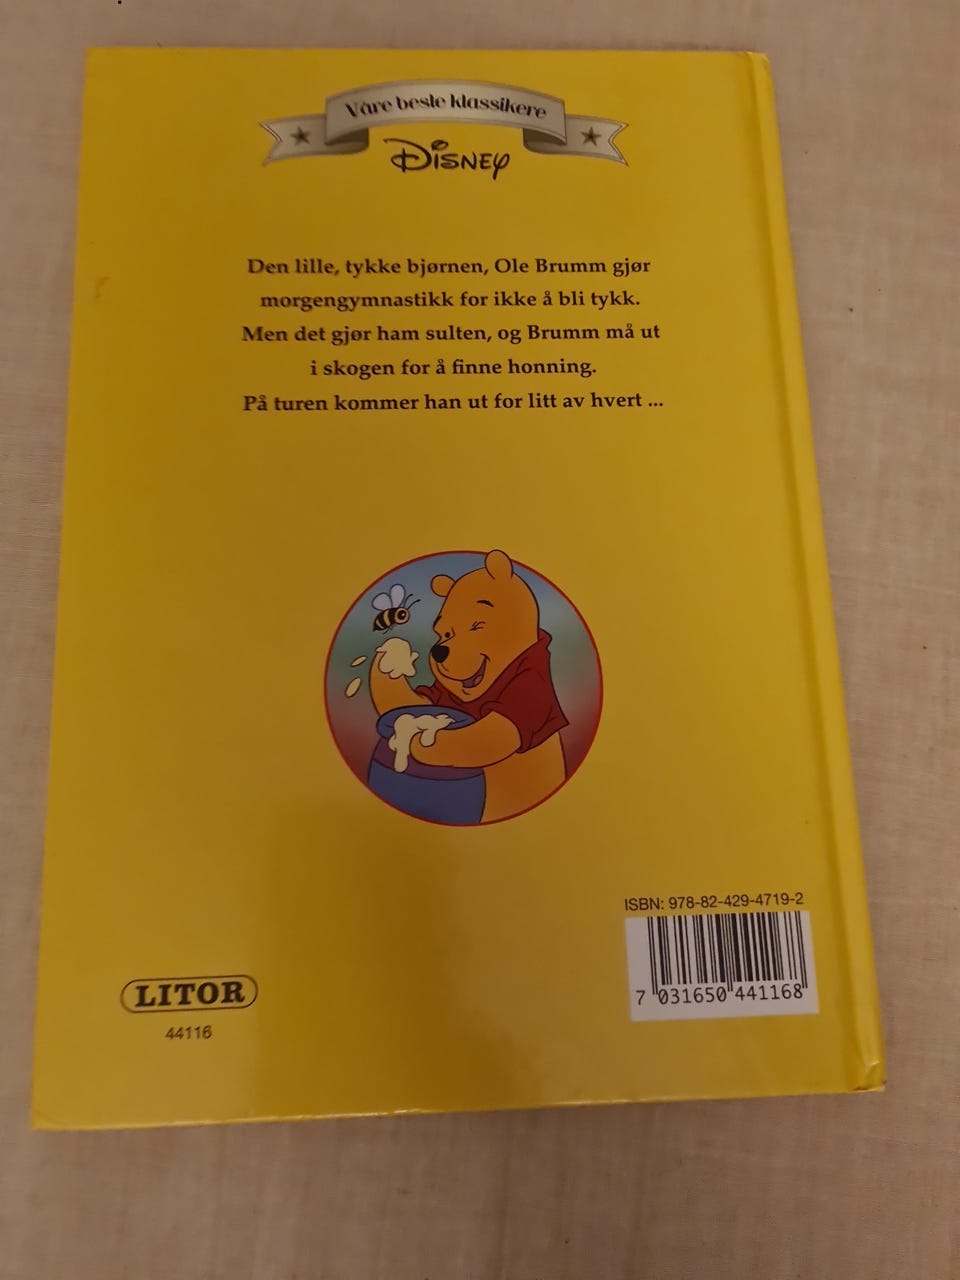 Våre beste klassikere
Disney
Den lille, tykke bjørnen, Ole Brumm gjør
morgengymnastikk for ikke å bli tykk.
Men det gjør ham sulten, og Brumm må ut
i skogen for å finne honning.
På turen kommer han ut for litt av hvert ...
ISBN: 978-82-429-4719-2
7 031650 441168
LITOR
44116